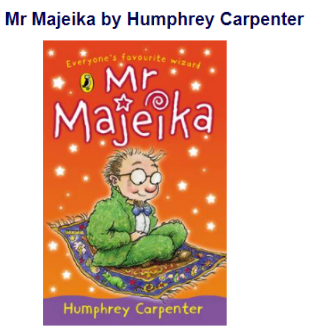 Mr Majeika by Humphrey Carpenter
Everyone's favourite wizard
Mr
Majeika
Humphrey Carpenter